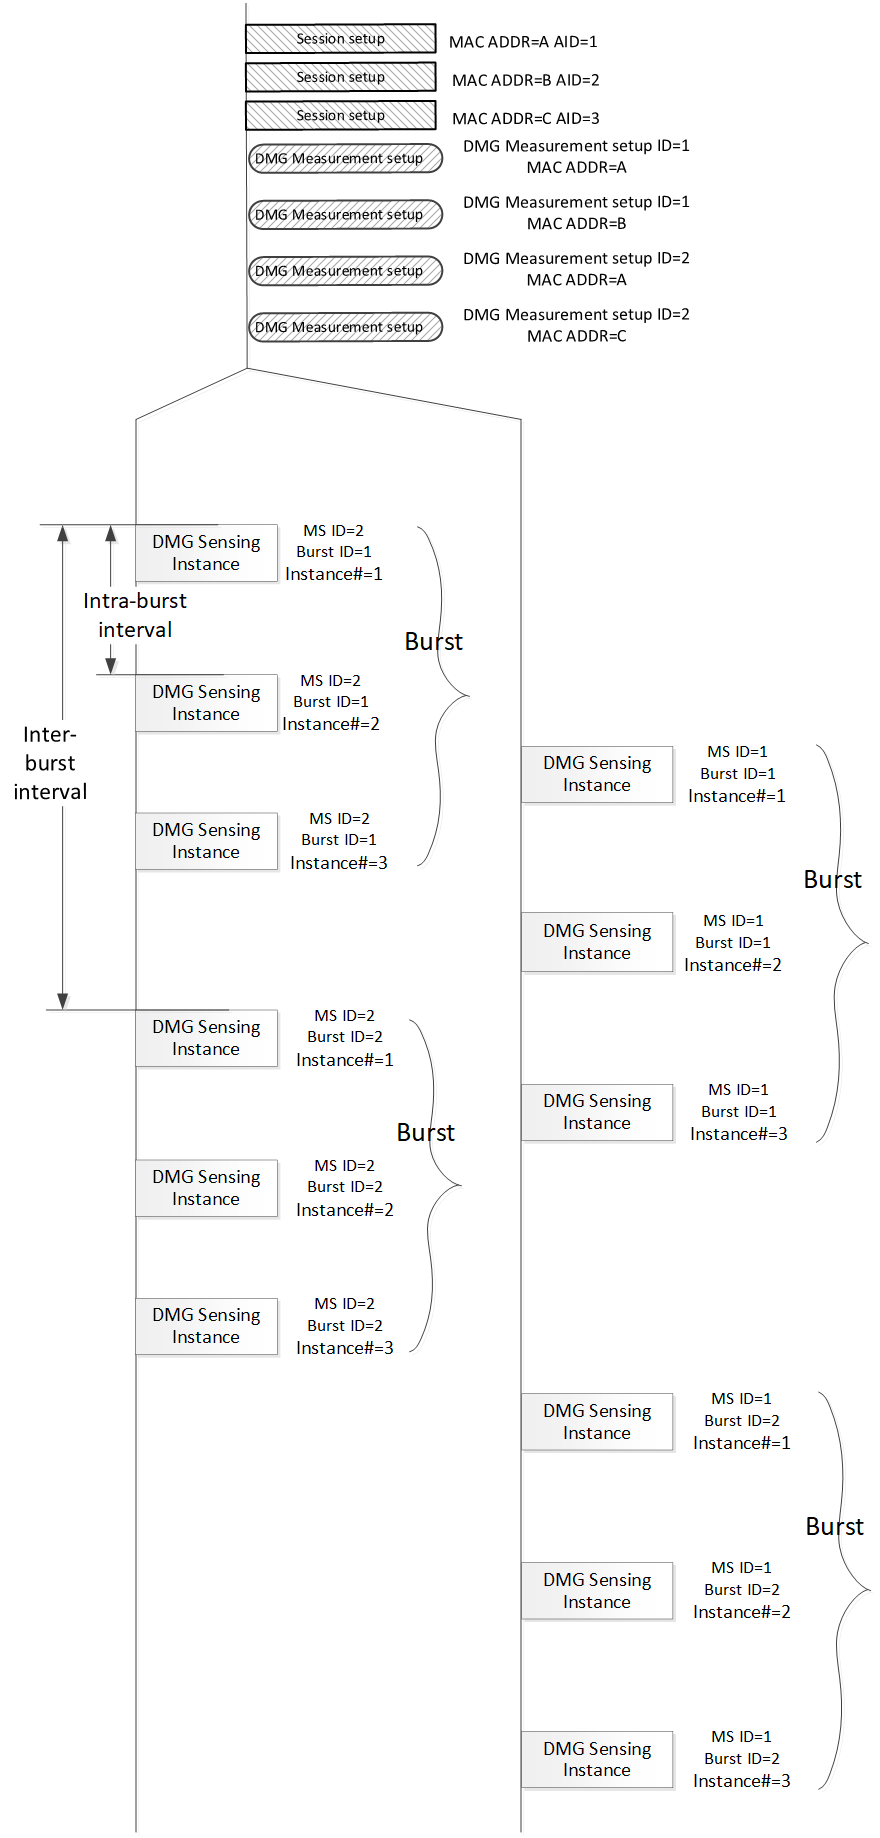 Session setup
MAC ADDR=A AID=1
Session setup
MAC ADDR=B AID=2
Session setup
MAC ADDR=C AID=3
DMG Measurement setup
DMG Measurement setup ID=1
MAC ADDR=A
DMG Measurement setup
DMG Measurement setup ID=1
MAC ADDR=B
DMG Measurement setup
DMG Measurement setup ID=2
MAC ADDR=A
DMG Measurement setup
DMG Measurement setup ID=2
MAC ADDR=C
DMG Sensing
Instance
MS ID=2
Burst ID=1
Instance#=1
Intra-burst
interval
Burst
DMG Sensing
Instance
MS ID=2
Burst ID=1
Instance#=2
Inter-
burst
interval
DMG Sensing
Instance
MS ID=1
Burst ID=1
Instance#=1
DMG Sensing
Instance
MS ID=2
Burst ID=1
Instance#=3
Burst
DMG Sensing
Instance
MS ID=1
Burst ID=1
Instance#=2
DMG Sensing
Instance
MS ID=2
Burst ID=2
Instance#=1
Burst
DMG Sensing
Instance
MS ID=1
Burst ID=1
Instance#=3
DMG Sensing
Instance
MS ID=2
Burst ID=2
Instance#=2
DMG Sensing
Instance
MS ID=2
Burst ID=2
Instance#=3
DMG Sensing
Instance
MS ID=1
Burst ID=2
Instance#=1
Burst
DMG Sensing
Instance
MS ID=1
Burst ID=2
Instance#=2
DMG Sensing
Instance
MS ID=1
Burst ID=2
Instance#=3